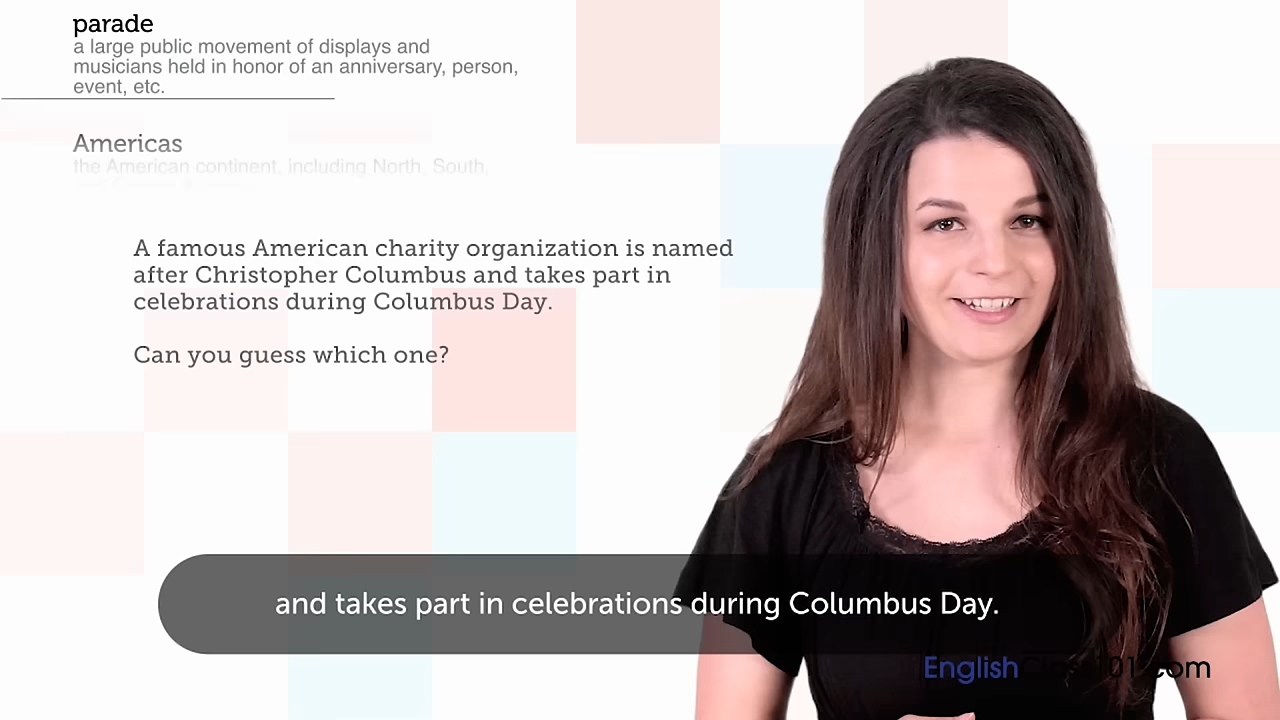 parade
a large public movement of displays and
musicians held in honor of an anniversary, person,
event, etc.
Americas
the American continent, including North, South,
A famous American charity organization is named
after Christopher Columbus and takes part in
celebrations during Columbus Day.
Can you guess which one?
and takes part in celebrations during Columbus Day.
EnglishClass101.com